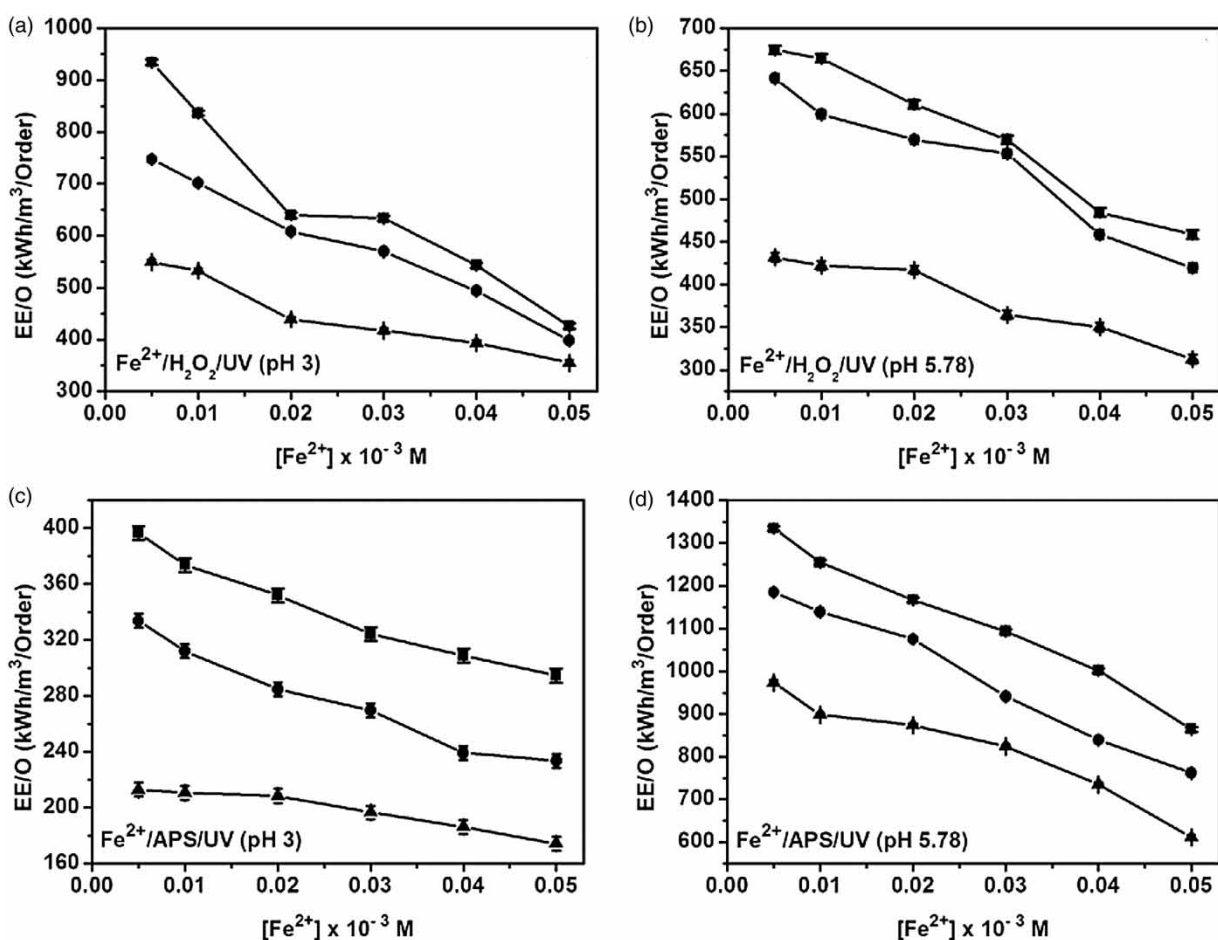 (a)
1000
900
800
700
600
500
400
300
EE/O (kWh/m³/Order)
Fe²⁺/H₂O₂/UV (pH 3)
0.00 0.01 0.02 0.03 0.04 0.05
[Fe²⁺] x 10⁻³ M
(b)
700
650
600
550
500
450
400
350
300
EE/O (kWh/m³/Order)
Fe²⁺/H₂O₂/UV (pH 5.78)
0.00 0.01 0.02 0.03 0.04 0.05
[Fe²⁺] x 10⁻³ M
(c)
400
360
320
280
240
200
160
EE/O (kWh/m³/Order)
Fe²⁺/APS/UV (pH 3)
0.00 0.01 0.02 0.03 0.04 0.05
[Fe²⁺] x 10⁻³ M
(d)
1400
1300
1200
1100
1000
900
800
700
600
EE/O (kWh/m³/Order)
Fe²⁺/APS/UV (pH 5.78)
0.00 0.01 0.02 0.03 0.04 0.05
[Fe²⁺] x 10⁻³ M